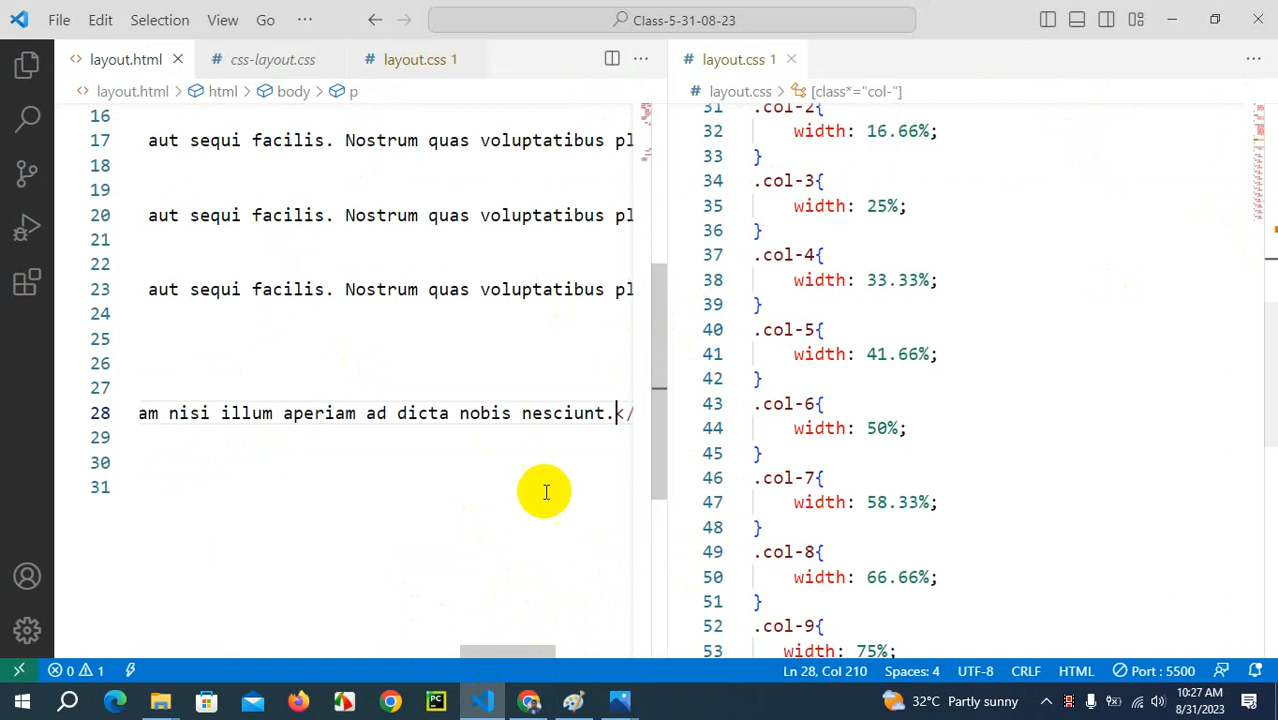 File Edit Selection View Go ··· Class-5-31-08-23
layout.html css-layout.css layout.css 1 ···
layout.html > html > body > p
16
17 aut sequi facilis. Nostrum quas voluptatibus pl
18
19
20 aut sequi facilis. Nostrum quas voluptatibus pl
21
22
23 aut sequi facilis. Nostrum quas voluptatibus pl
24
25
26
27
28 am nisi illum aperiam ad dicta nobis nesciunt.</
29
30
31
layout.css 1 ···
layout.css > [class*="col-"]
31 .col-2{
32 width: 16.66%;
33 }
34 .col-3{
35 width: 25%;
36 }
37 .col-4{
38 width: 33.33%;
39 }
40 .col-5{
41 width: 41.66%;
42 }
43 .col-6{
44 width: 50%;
45 }
46 .col-7{
47 width: 58.33%;
48 }
49 .col-8{
50 width: 66.66%;
51 }
52 .col-9{
53 width: 75%;
0 1 Ln 28, Col 210 Spaces: 4 UTF-8 CRLF HTML Port : 5500
PC 32°C Partly sunny 10:27 AM
8/31/2023